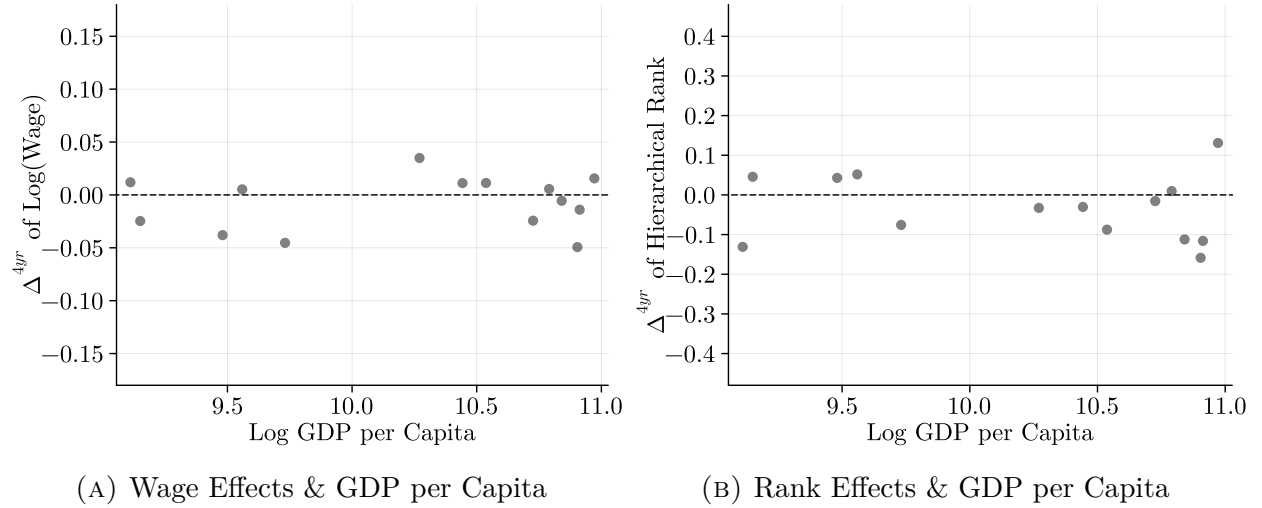 0.15
0.10
0.05
0.00
−0.05
−0.10
−0.15
Δ⁴ʸʳ of Log(Wage)
9.5 10.0 10.5 11.0
Log GDP per Capita
(A) Wage Effects & GDP per Capita
0.4
0.3
0.2
0.1
0.0
−0.1
−0.2
−0.3
−0.4
Δ⁴ʸʳ of Hierarchical Rank
9.5 10.0 10.5 11.0
Log GDP per Capita
(B) Rank Effects & GDP per Capita